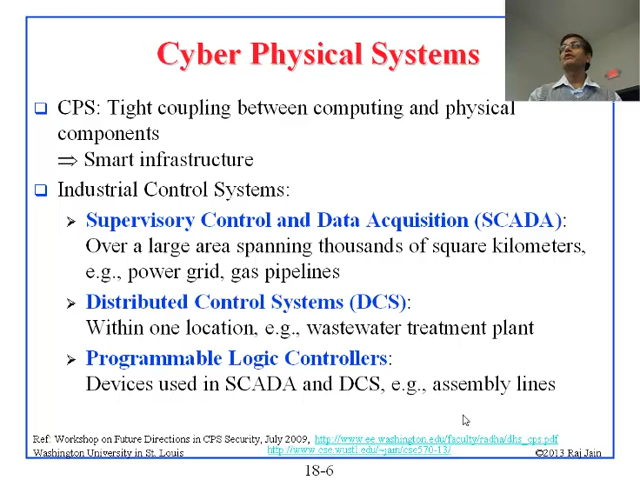 Cyber Physical Systems
CPS: Tight coupling between computing and physical
components
⇒ Smart infrastructure
Industrial Control Systems:
Supervisory Control and Data Acquisition (SCADA):
Over a large area spanning thousands of square kilometers,
e.g., power grid, gas pipelines
Distributed Control Systems (DCS):
Within one location, e.g., wastewater treatment plant
Programmable Logic Controllers:
Devices used in SCADA and DCS, e.g., assembly lines
Ref: Workshop on Future Directions in CPS Security, July 2009, http://www.ee.washington.edu/faculty/radha/dhs_cps.pdf
Washington University in St. Louis http://www.cse.wustl.edu/~jain/cse570-13/ ©2013 Raj Jain
18-6